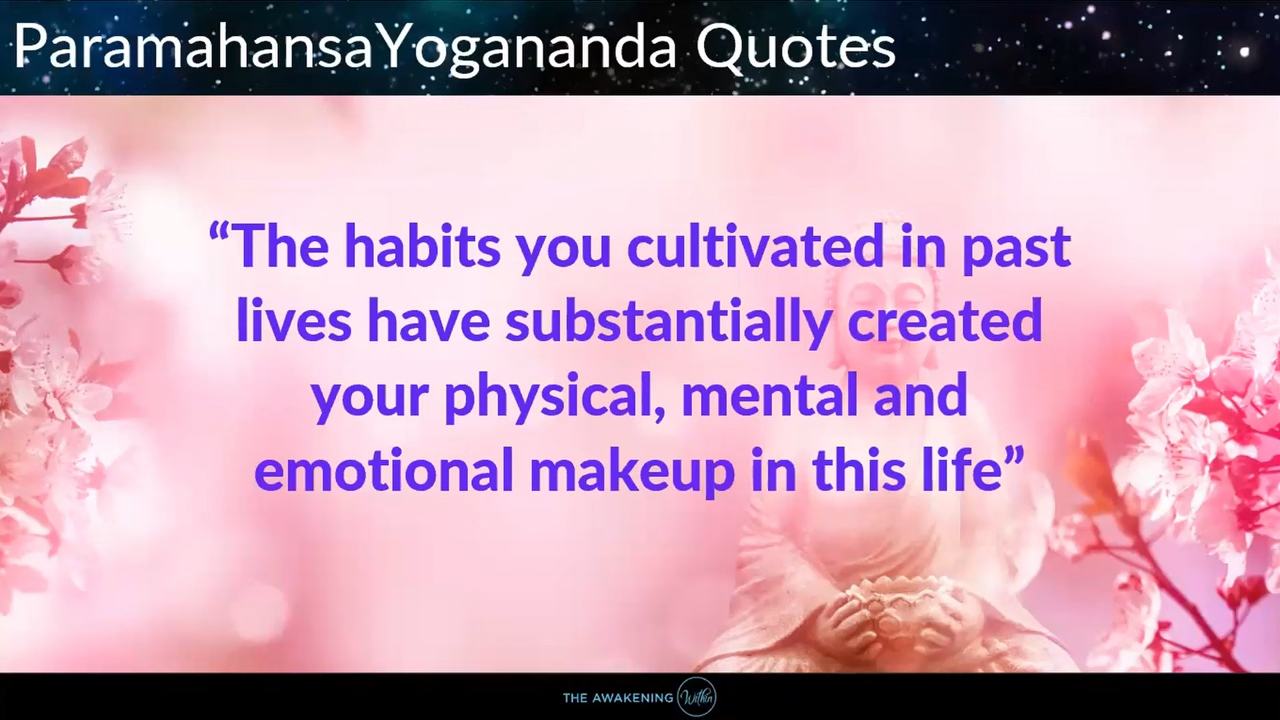 ParamahansaYogananda Quotes
“The habits you cultivated in past
lives have substantially created
your physical, mental and
emotional makeup in this life”
THE AWAKENING Within